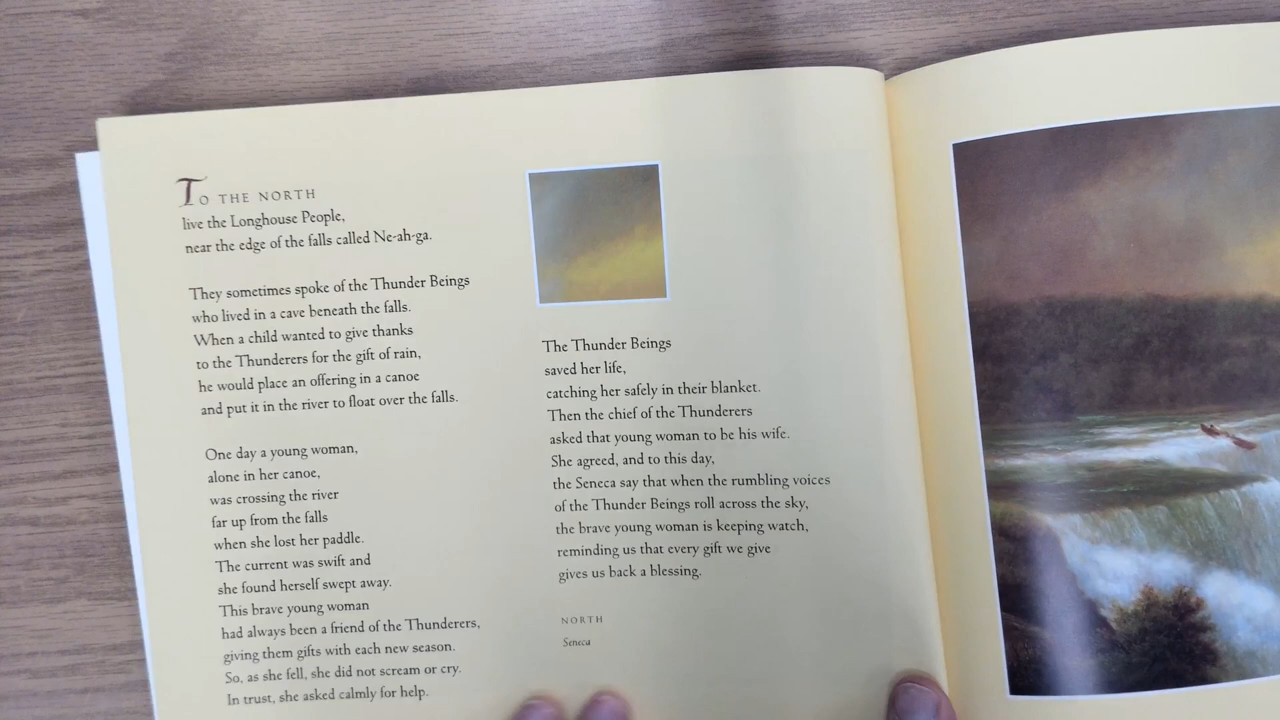 To the North
live the Longhouse People,
near the edge of the falls called Ne-ah-ga.
They sometimes spoke of the Thunder Beings
who lived in a cave beneath the falls.
When a child wanted to give thanks
to the Thunderers for the gift of rain,
he would place an offering in a canoe
and put it in the river to float over the falls.
One day a young woman,
alone in her canoe,
was crossing the river
far up from the falls
when she lost her paddle.
The current was swift and
she found herself swept away.
This brave young woman
had always been a friend of the Thunderers,
giving them gifts with each new season.
So, as she fell, she did not scream or cry.
In trust, she asked calmly for help.
The Thunder Beings
saved her life,
catching her safely in their blanket.
Then the chief of the Thunderers
asked that young woman to be his wife.
She agreed, and to this day,
the Seneca say that when the rumbling voices
of the Thunder Beings roll across the sky,
the brave young woman is keeping watch,
reminding us that every gift we give
gives us back a blessing.
NORTH
Seneca